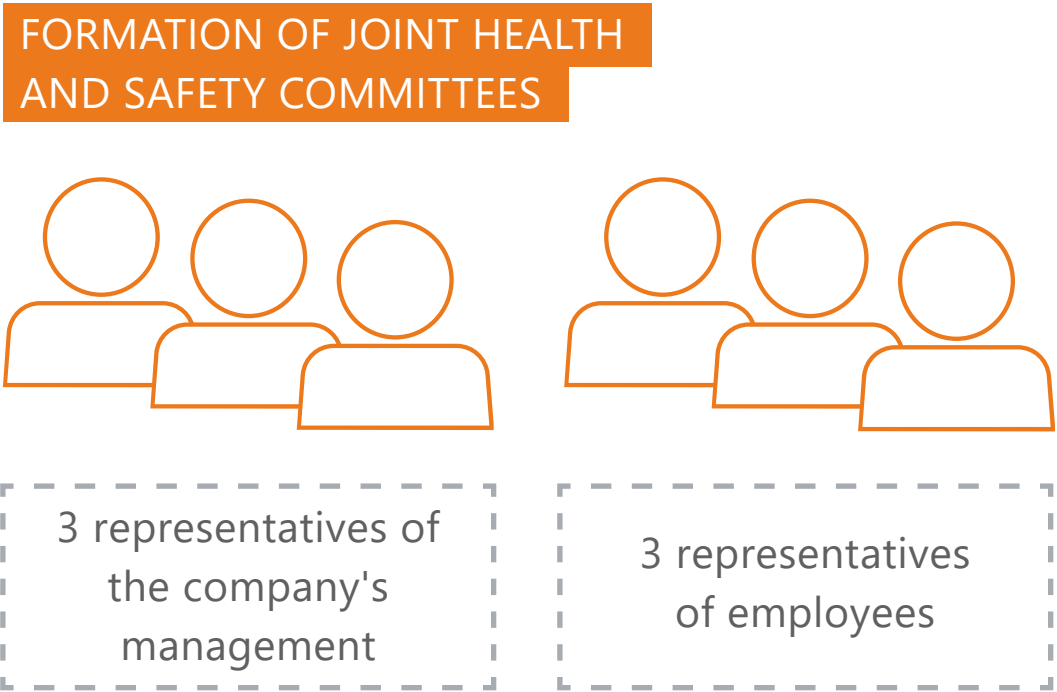 FORMATION OF JOINT HEALTH
AND SAFETY COMMITTEES
3 representatives of
the company's
management
3 representatives
of employees